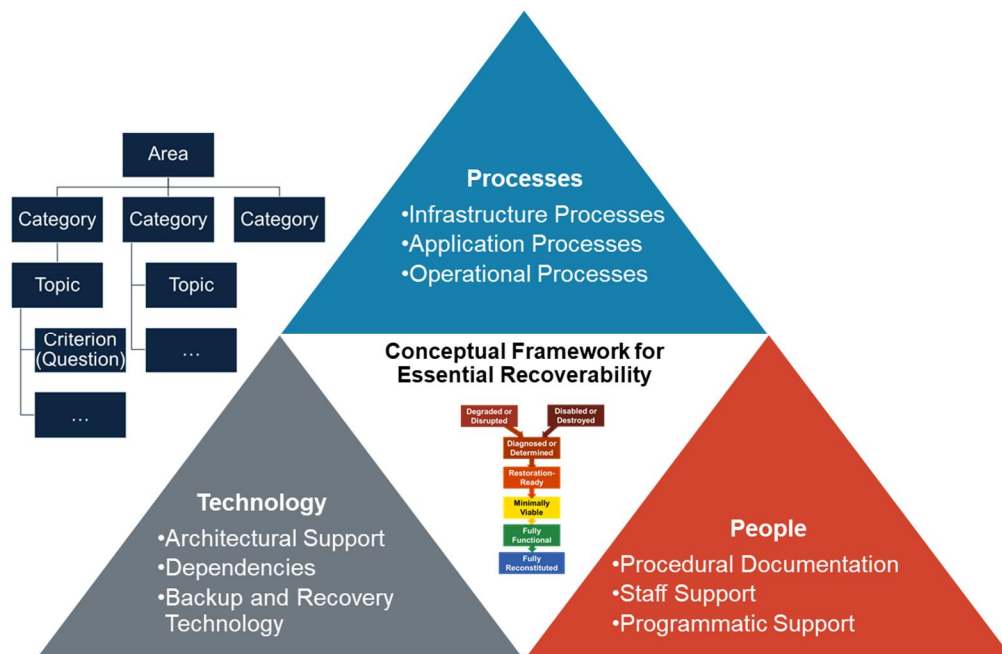 Area
Category
Category
Category
Topic
Topic
Criterion
(Question)
…
…
Processes
•Infrastructure Processes
•Application Processes
•Operational Processes
Conceptual Framework for
Essential Recoverability
Degraded or
Disrupted
Disabled or
Destroyed
Diagnosed or
Determined
Restoration-
Ready
Minimally
Viable
Fully
Functional
Fully
Reconstituted
Technology
•Architectural Support
•Dependencies
•Backup and Recovery
Technology
People
•Procedural Documentation
•Staff Support
•Programmatic Support